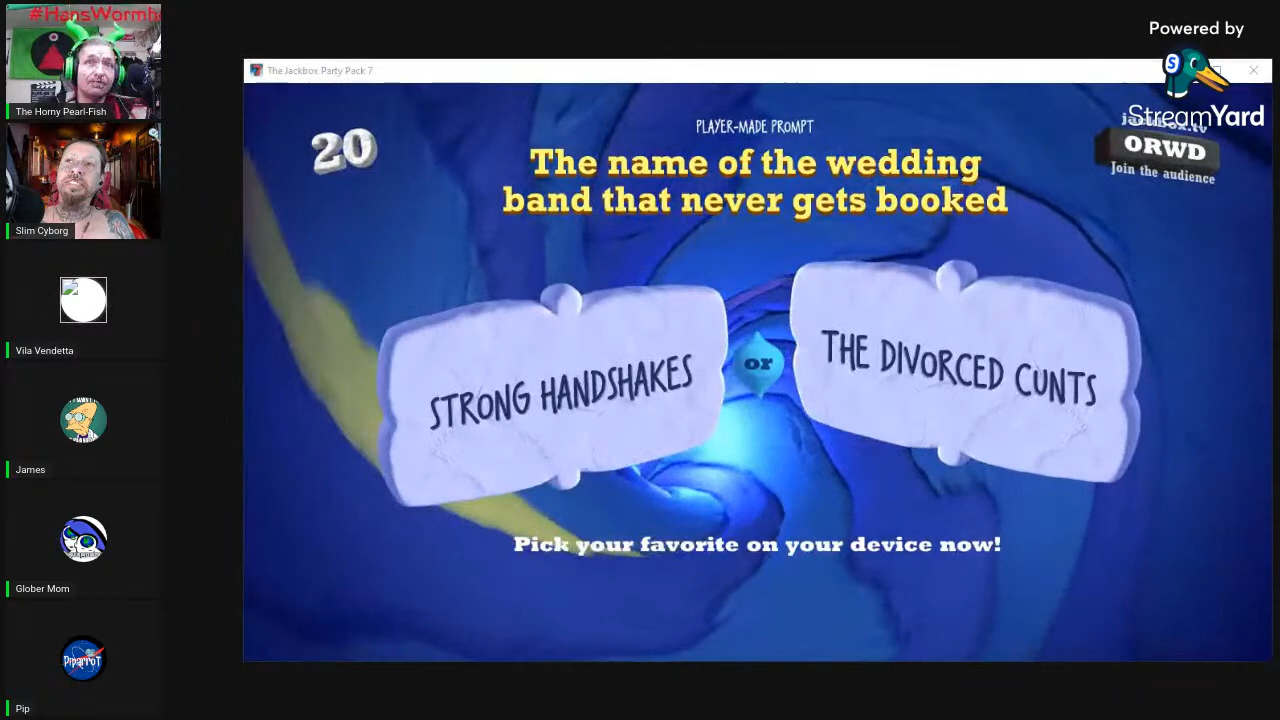 #HansWormh
The Horny Pearl-Fish
Slim Cyborg
Vila Vendetta
James
Glober Mom
Pip
The Jackbox Party Pack 7
Powered by
StreamYard
20
PLAYER-MADE PROMPT
The name of the wedding
band that never gets booked
jackbox.tv
ORWD
Join the audience
STRONG HANDSHAKES
or
THE DIVORCED CUNTS
Pick your favorite on your device now!